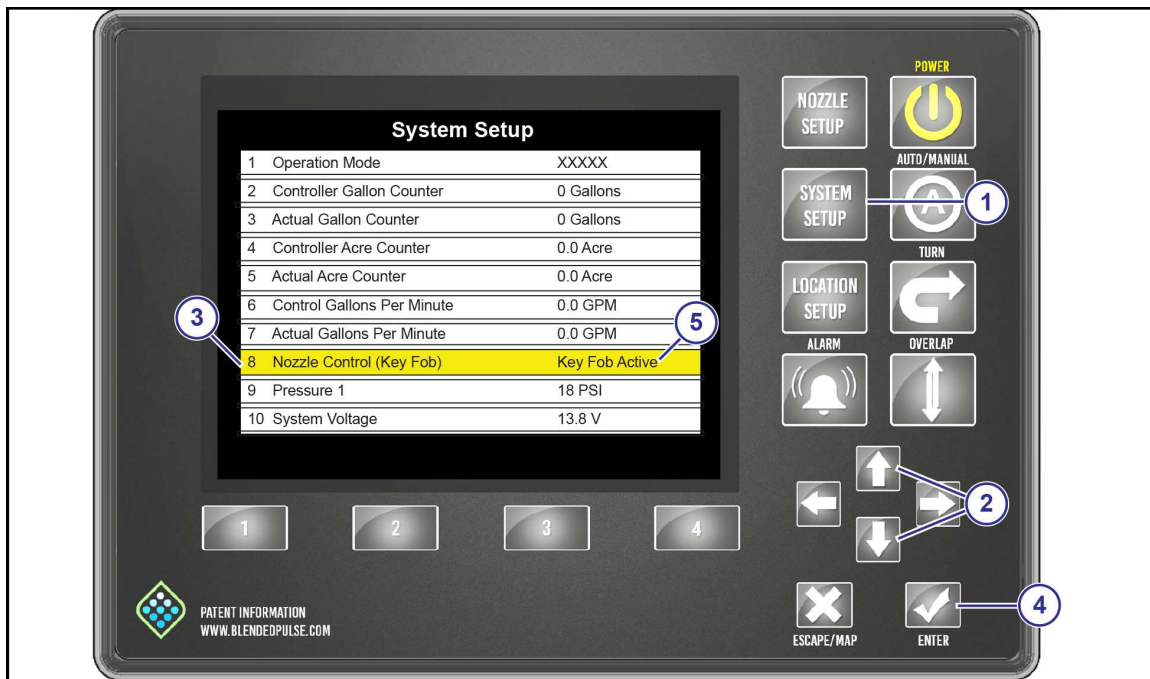 System Setup
1 Operation Mode XXXXX
2 Controller Gallon Counter 0 Gallons
3 Actual Gallon Counter 0 Gallons
4 Controller Acre Counter 0.0 Acre
5 Actual Acre Counter 0.0 Acre
6 Control Gallons Per Minute 0.0 GPM
7 Actual Gallons Per Minute 0.0 GPM
8 Nozzle Control (Key Fob) Key Fob Active
9 Pressure 1 18 PSI
10 System Voltage 13.8 V
3
5
1
2
3
4
PATENT INFORMATION
WWW.BLENDEDPULSE.COM
POWER
NOZZLE
SETUP
AUTO/MANUAL
SYSTEM
SETUP
A
1
TURN
LOCATION
SETUP
ALARM
OVERLAP
2
4
ESCAPE/MAP
ENTER